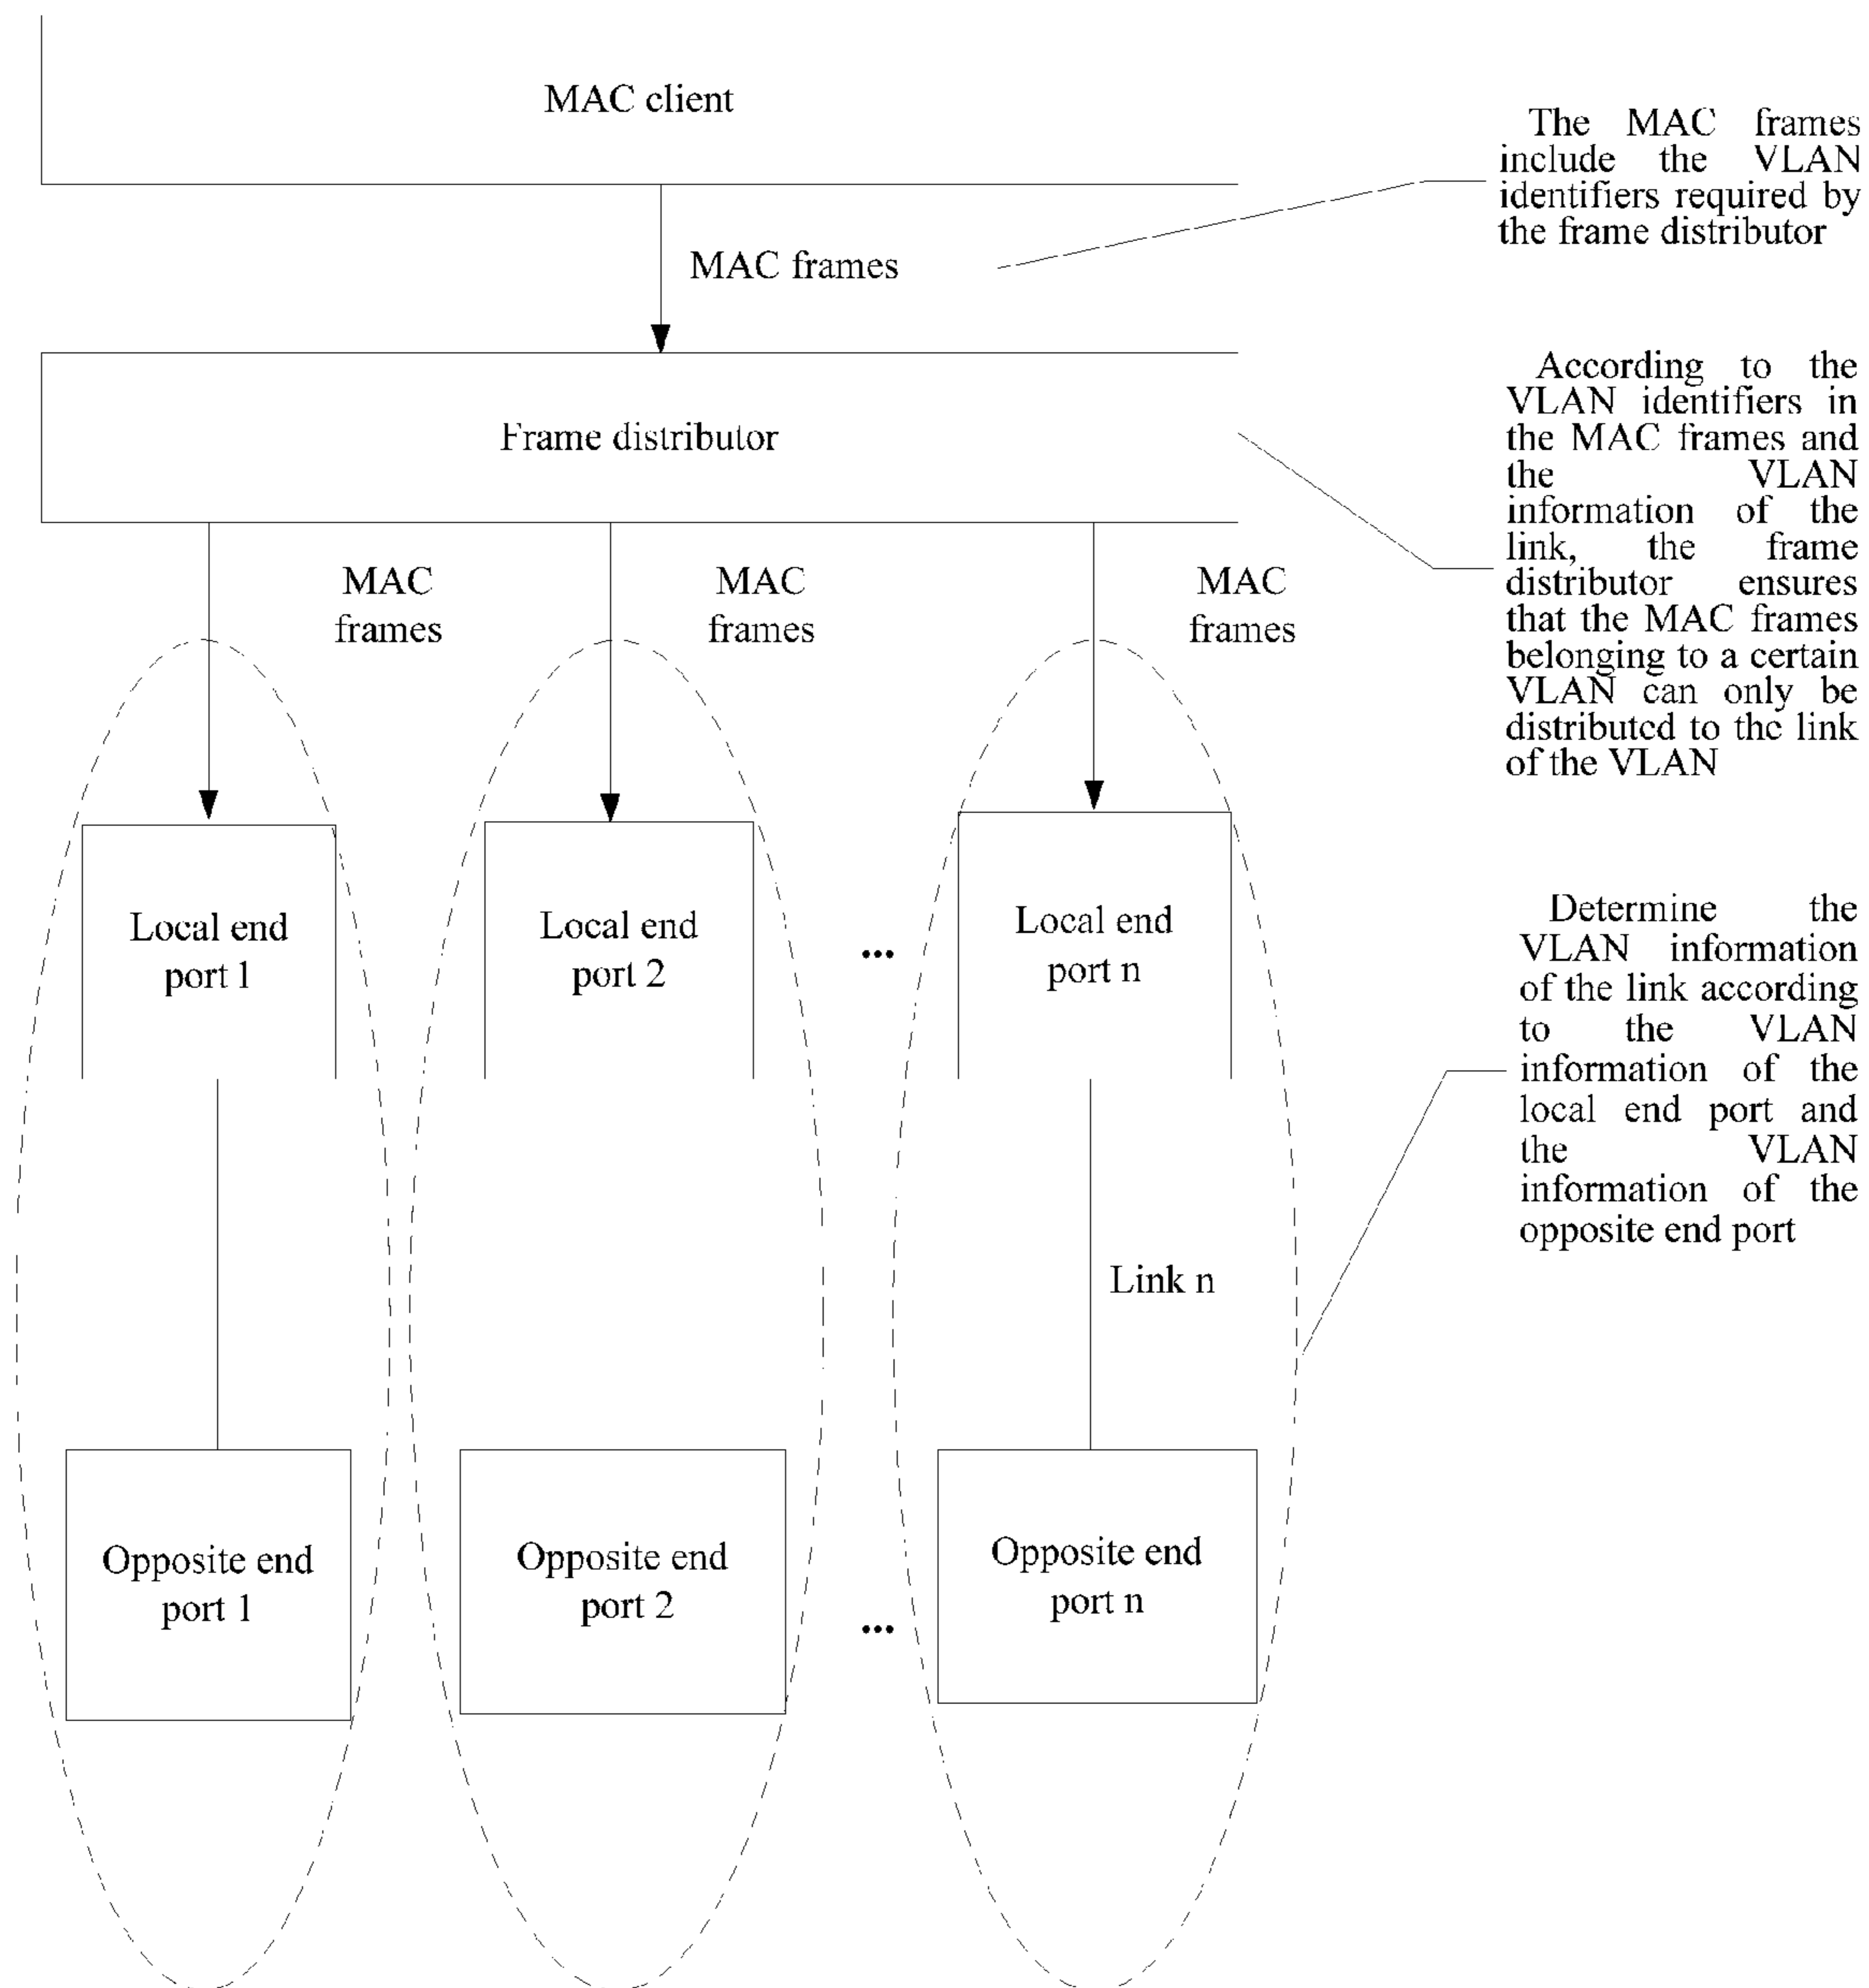 MAC client
The MAC frames
include the VLAN
identifiers required by
the frame distributor
MAC frames
Frame distributor
According to the
VLAN identifiers in
the MAC frames and
the VLAN
information of the
link, the frame
distributor ensures
that the MAC frames
belonging to a certain
VLAN can only be
distributed to the link
of the VLAN
MAC
frames
MAC
frames
MAC
frames
Local end
port 1
Local end
port 2
...
Local end
port n
Determine the
VLAN information
of the link according
to the VLAN
information of the
local end port and
the VLAN
information of the
opposite end port
Link n
Opposite end
port 1
Opposite end
port 2
...
Opposite end
port n